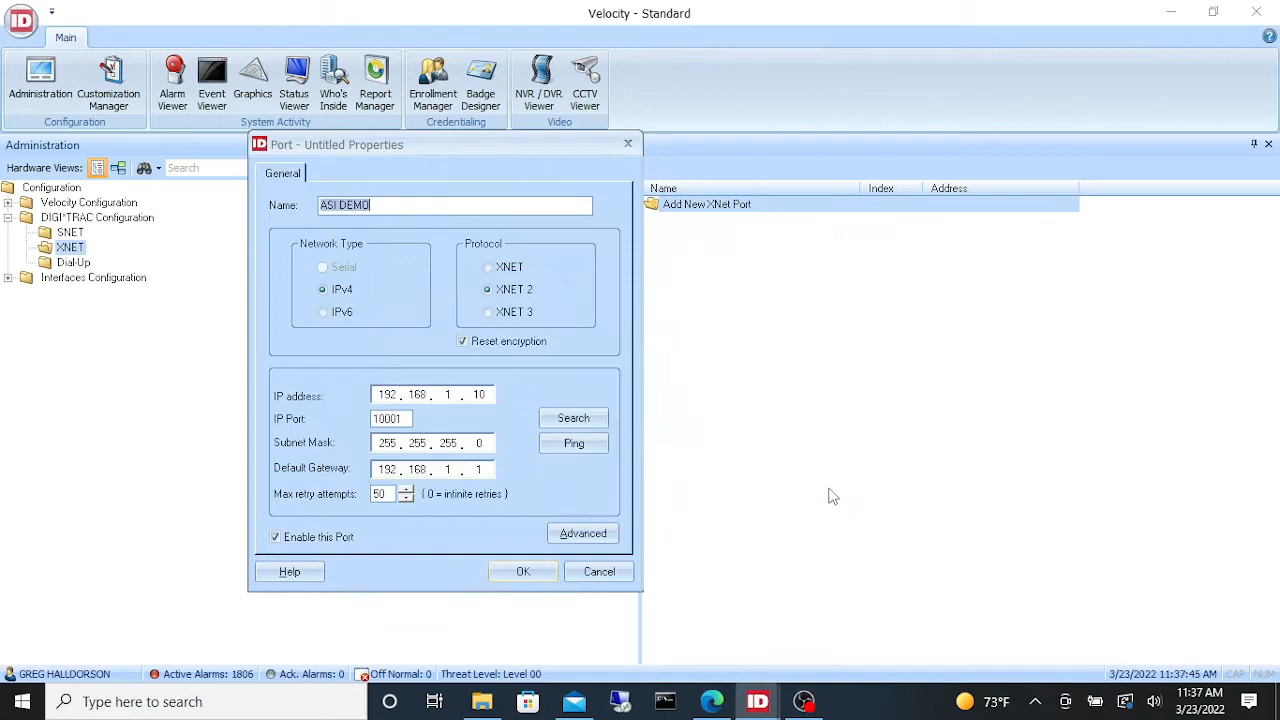 Velocity - Standard
ID
Main
Administration
Customization Manager
Configuration
Alarm Viewer
Event Viewer
Graphics
Status Viewer
Who's Inside
Report Manager
System Activity
Enrollment Manager
Badge Designer
Credentialing
NVR / DVR Viewer
CCTV Viewer
Video
Administration
Hardware Views:
Search
Configuration
Velocity Configuration
DIGI*TRAC Configuration
SNET
XNET
Dial-Up
Interfaces Configuration
Name Index Address
Add New XNet Port
ID Port - Untitled Properties
General
Name: ASI DEMO
Network Type
Serial
IPv4
IPv6
Protocol
XNET
XNET 2
XNET 3
Reset encryption
IP address: 192 . 168 . 1 . 10
IP Port: 10001
Search
Subnet Mask: 255 . 255 . 255 . 0
Ping
Default Gateway: 192 . 168 . 1 . 1
Max retry attempts: 50 ( 0 = infinite retries )
Enable this Port
Advanced
Help OK Cancel
GREG HALLDORSON Active Alarms: 1806 Ack. Alarms: 0 Off Normal: 0 Threat Level: Level 00 3/23/2022 11:37:45 AM CAP NUM
Type here to search
ID
73°F
11:37 AM
3/23/2022